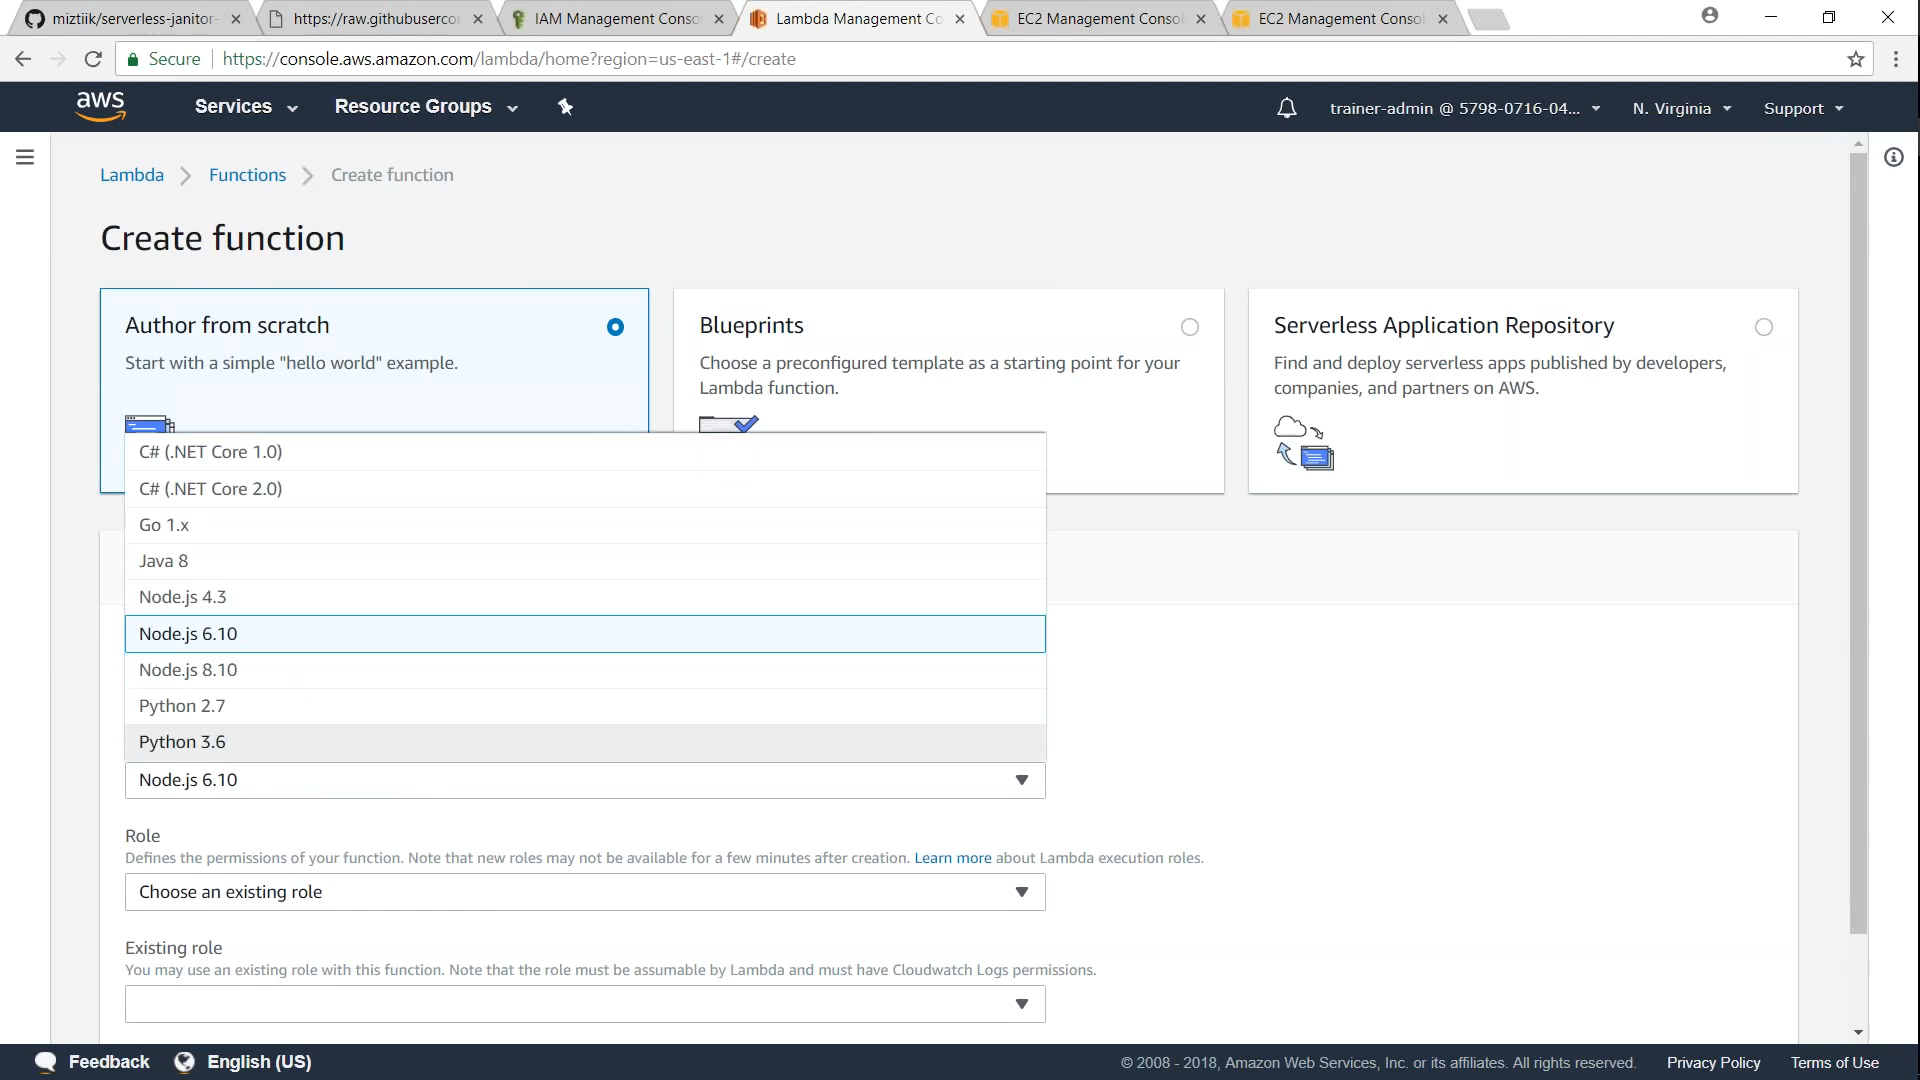 miztiik/serverless-janitor-
https://raw.githubuserco
IAM Management Conso
Lambda Management Co
EC2 Management Consol
EC2 Management Consol
Secure
https://console.aws.amazon.com/lambda/home?region=us-east-1#/create
aws
Services
Resource Groups
trainer-admin @ 5798-0716-04...
N. Virginia
Support
Lambda
Functions
Create function
Create function
Author from scratch
Start with a simple "hello world" example.
Blueprints
Choose a preconfigured template as a starting point for your
Lambda function.
Serverless Application Repository
Find and deploy serverless apps published by developers,
companies, and partners on AWS.
C# (.NET Core 1.0)
C# (.NET Core 2.0)
Go 1.x
Java 8
Node.js 4.3
Node.js 6.10
Node.js 8.10
Python 2.7
Python 3.6
Node.js 6.10
Role
Defines the permissions of your function. Note that new roles may not be available for a few minutes after creation. Learn more about Lambda execution roles.
Choose an existing role
Existing role
You may use an existing role with this function. Note that the role must be assumable by Lambda and must have Cloudwatch Logs permissions.
Feedback
English (US)
© 2008 - 2018, Amazon Web Services, Inc. or its affiliates. All rights reserved.
Privacy Policy
Terms of Use